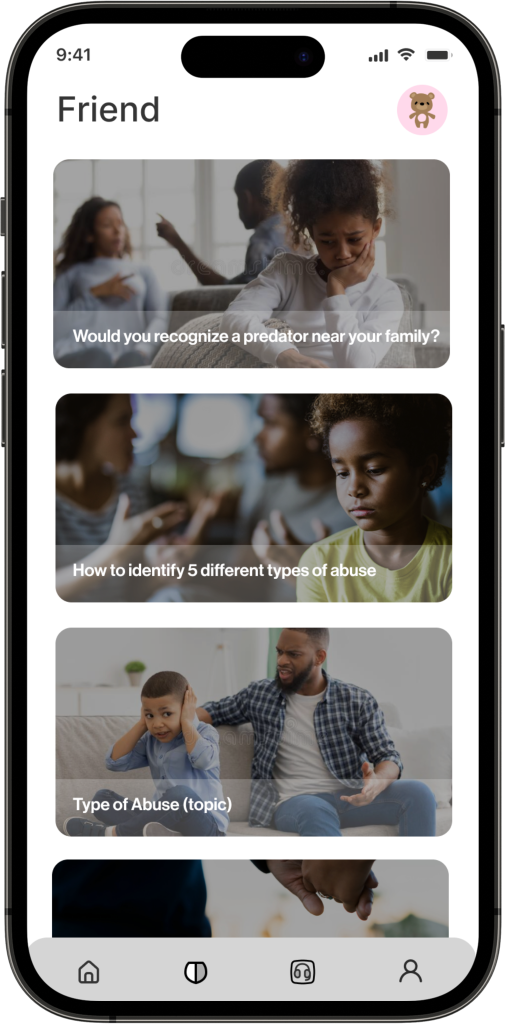 9:41
Friend
Would you recognize a predator near your family?
How to identify 5 different types of abuse
Type of Abuse (topic)